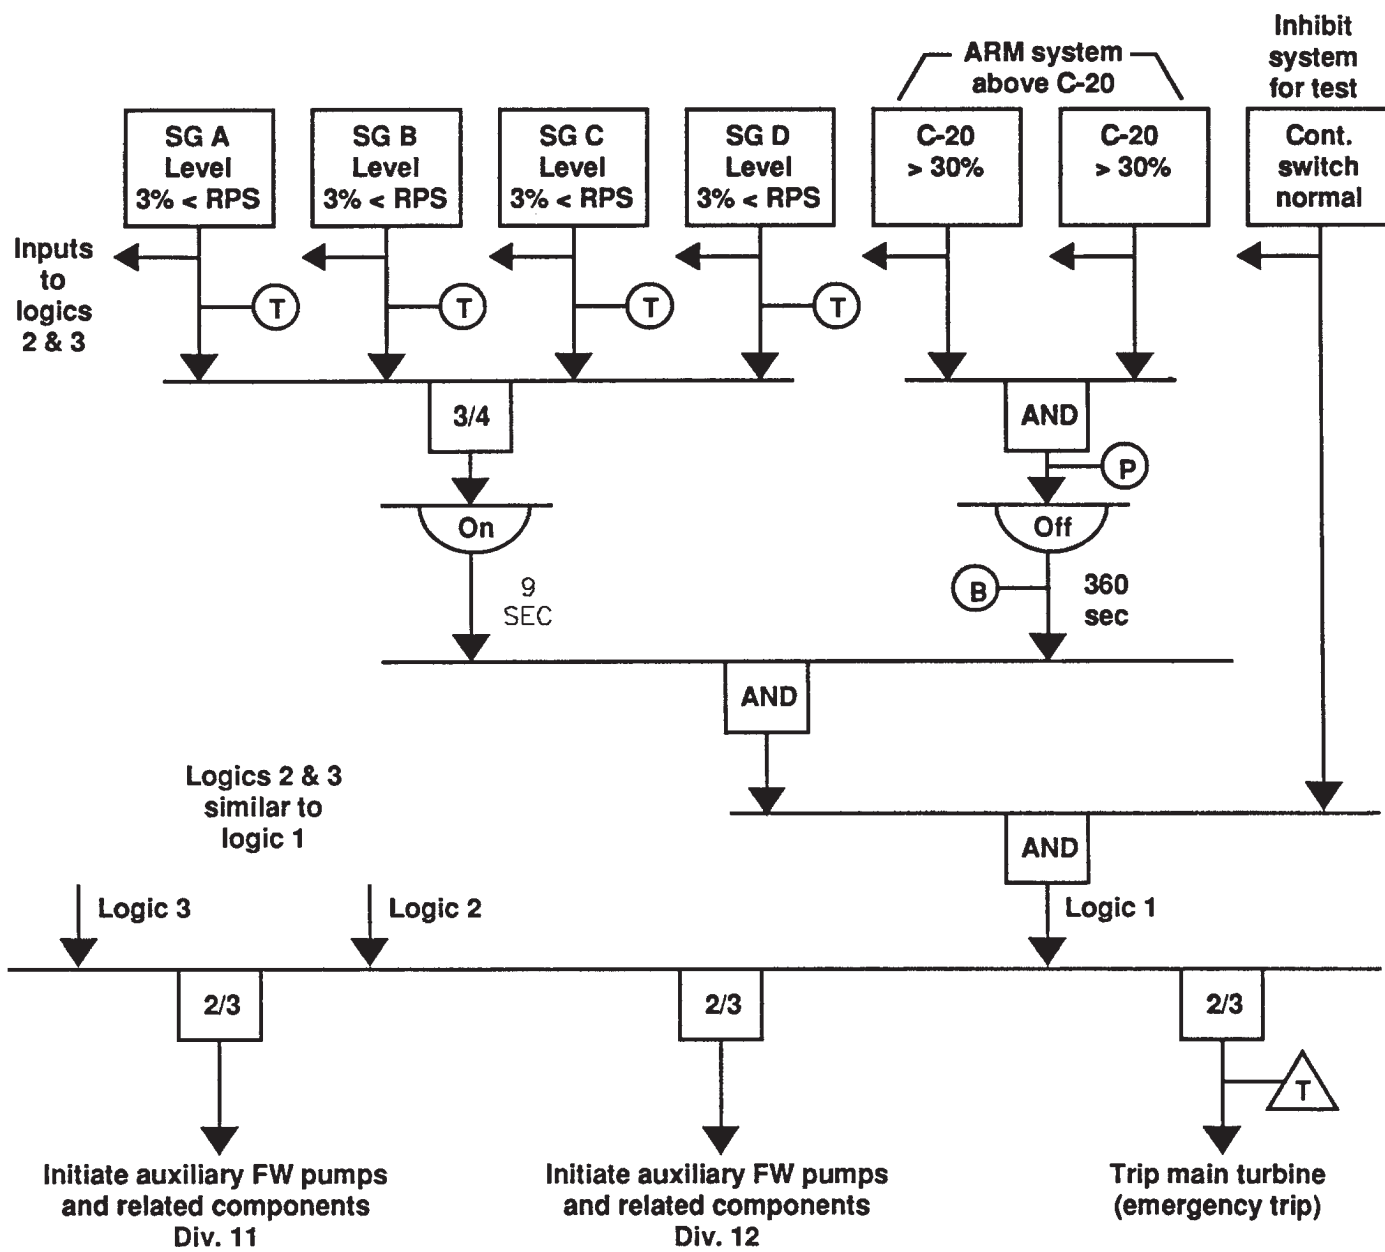 Inhibit
system
for test
ARM system
above C-20
SG A
Level
3% < RPS
SG B
Level
3% < RPS
SG C
Level
3% < RPS
SG D
Level
3% < RPS
C-20
> 30%
C-20
> 30%
Cont.
switch
normal
Inputs
to
logics
2 & 3
T
T
T
T
3/4
AND
P
On
Off
9
SEC
B
360
sec
AND
Logics 2 & 3
similar to
logic 1
AND
Logic 3
Logic 2
Logic 1
2/3
2/3
2/3
T
Initiate auxiliary FW pumps
and related components
Div. 11
Initiate auxiliary FW pumps
and related components
Div. 12
Trip main turbine
(emergency trip)